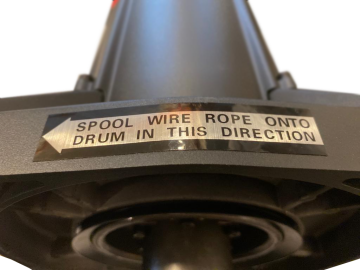 SPOOL WIRE ROPE ONTO
DRUM IN THIS DIRECTION